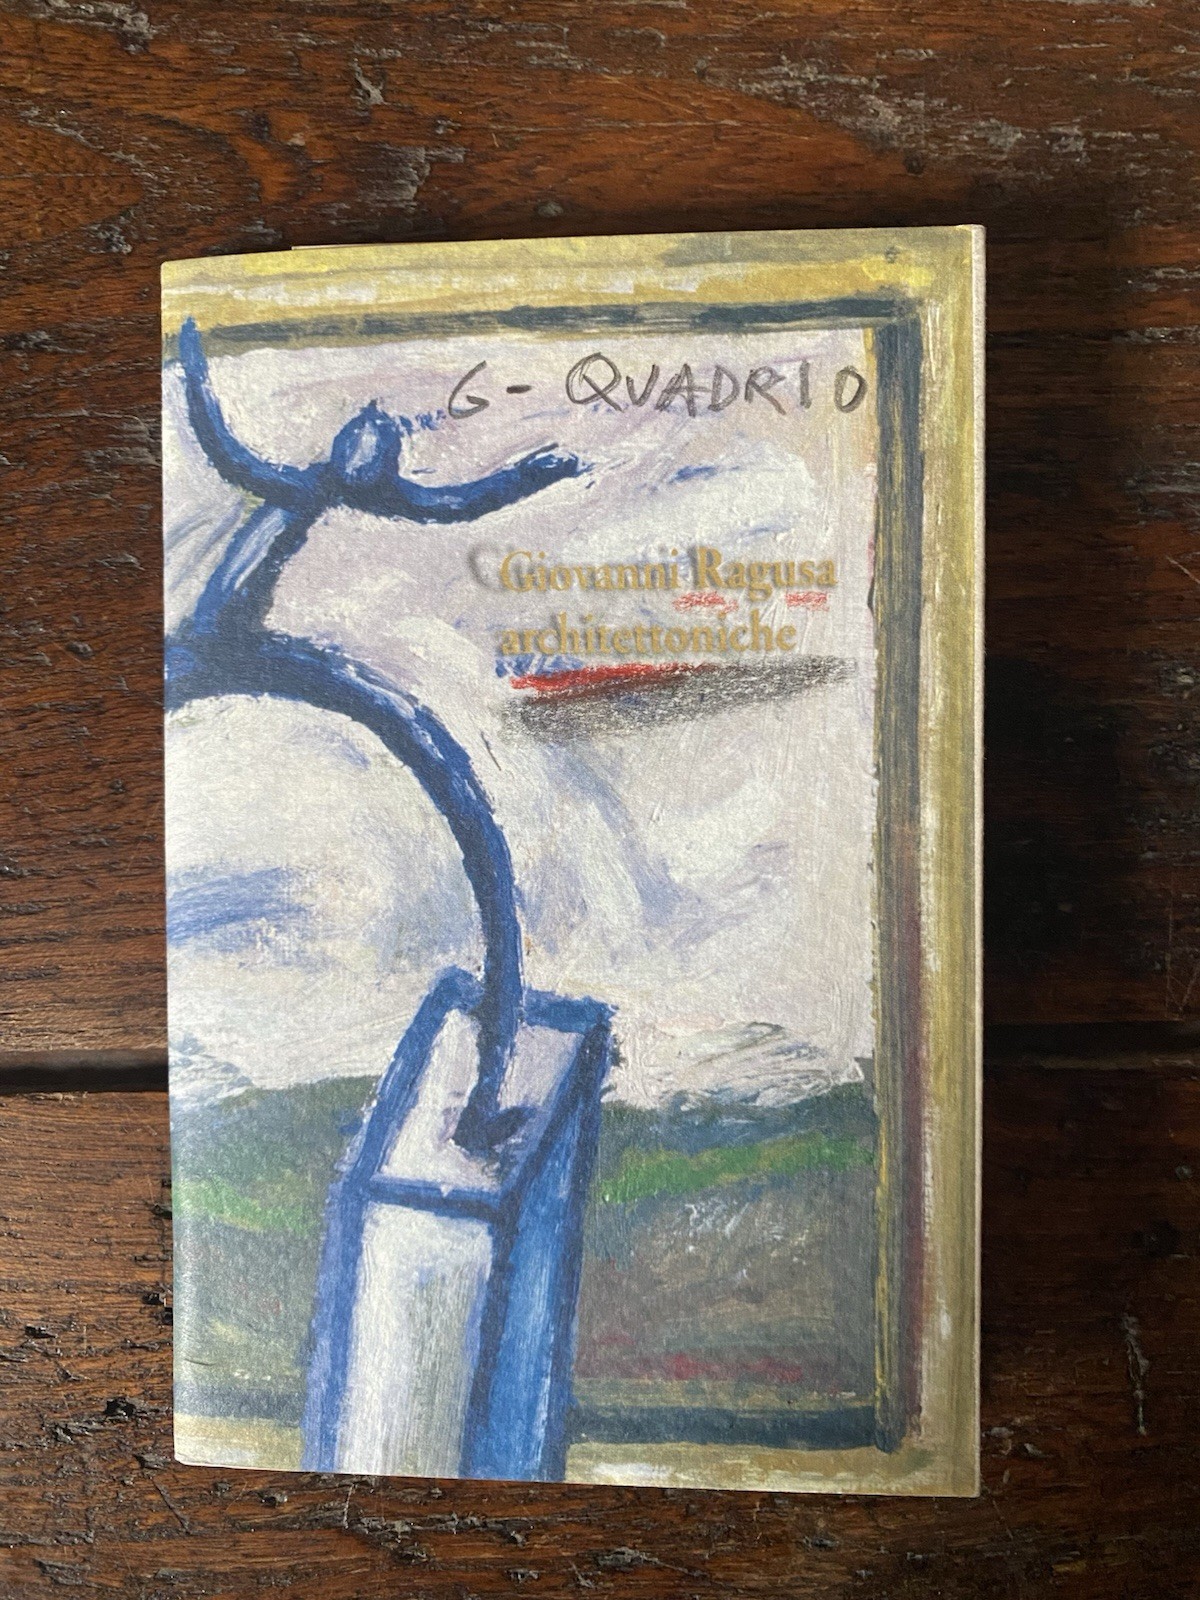 G- QUADRIO
Giovanni Ragusa
architettoniche